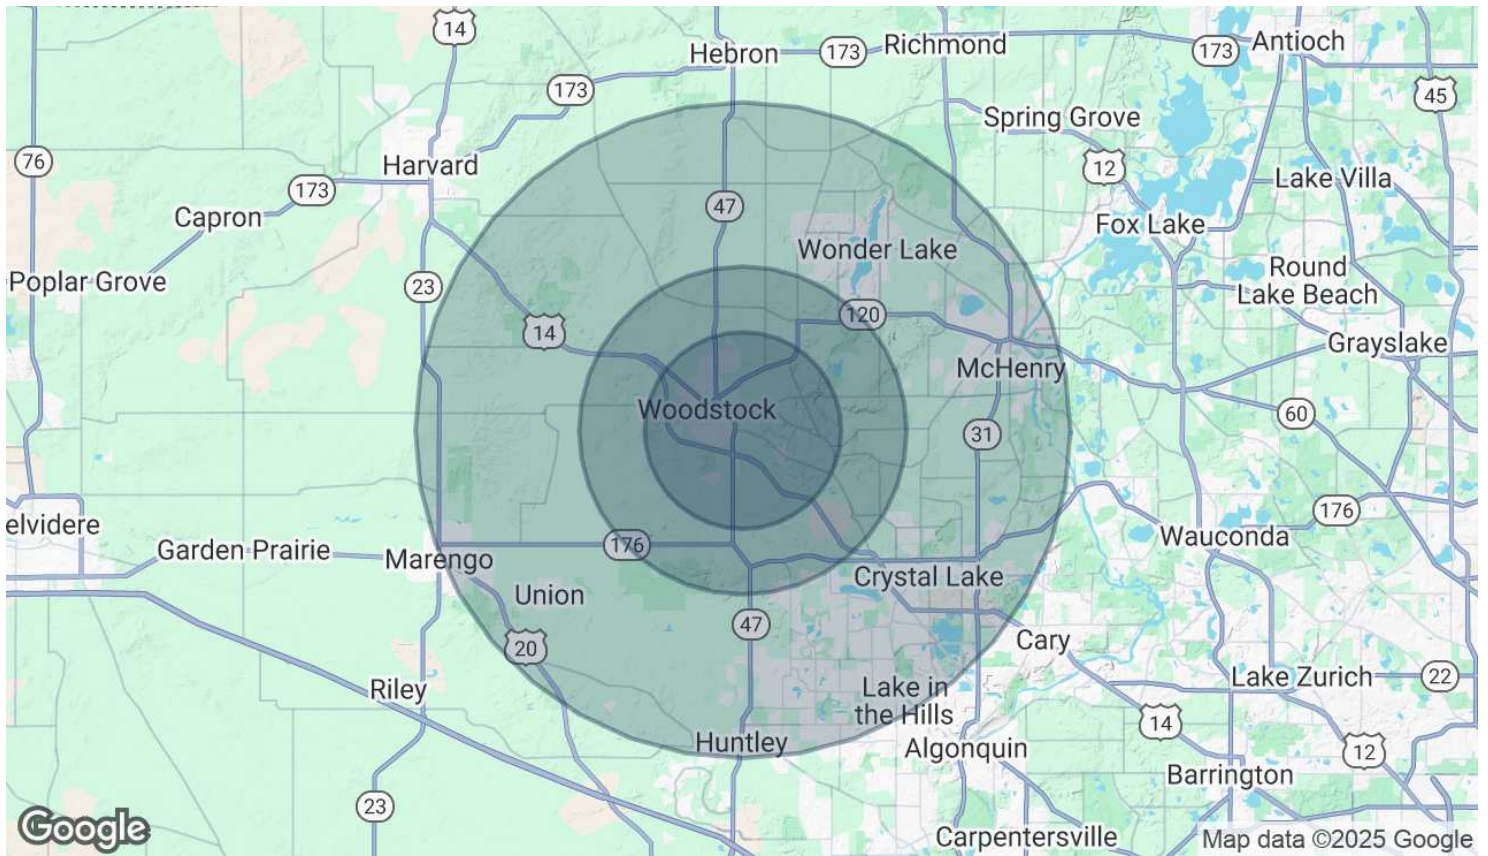 14
Hebron
173
Richmond
173
Antioch
173
45
Spring Grove
76
Harvard
12
173
Lake Villa
Capron
47
Fox Lake
Wonder Lake
Poplar Grove
23
Round
Lake Beach
14
120
Grayslake
McHenry
Woodstock
60
31
elvidere
176
Garden Prairie
Marengo
176
Wauconda
Union
Crystal Lake
47
20
Cary
Riley
Lake in
the Hills
Lake Zurich
22
Huntley
Algonquin
14
12
Barrington
23
Google
Carpentersville
Map data ©2025 Google